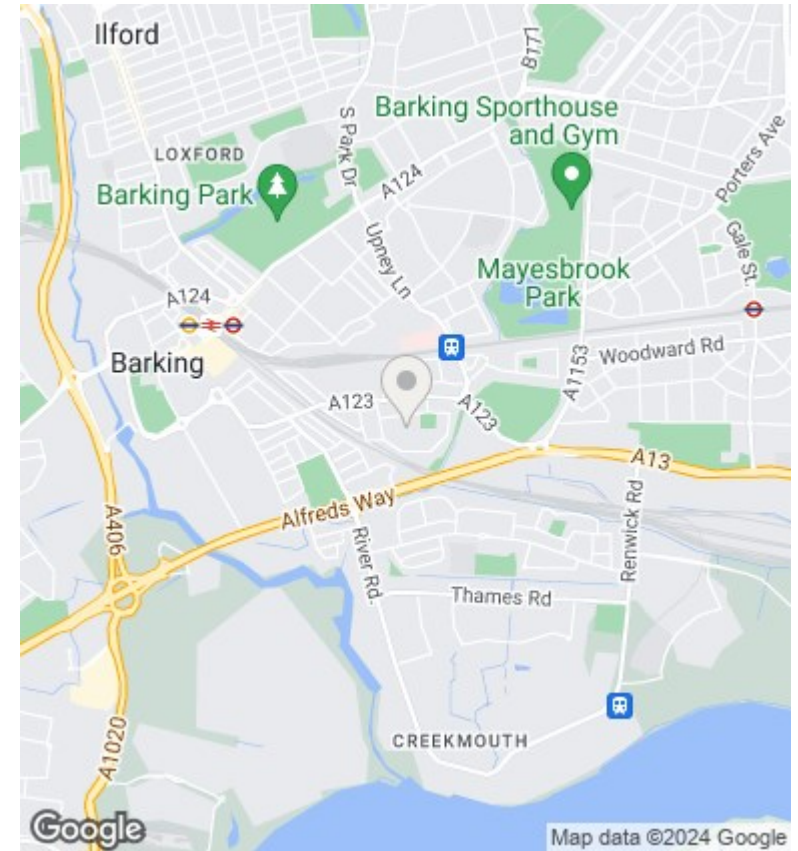 Ilford
B1771
S Park Dr
Barking Sporthouse
and Gym
LOXFORD
Porters Ave
Barking Park
A124
Gale St.
Upney Ln
Mayesbrook
Park
A124
Woodward Rd
Barking
A1153
A123
A123
A13
Alfreds Way
A406
River Rd.
Renwick Rd
Thames Rd
A1020
CREEKMOUTH
Google
Map data ©2024 Google